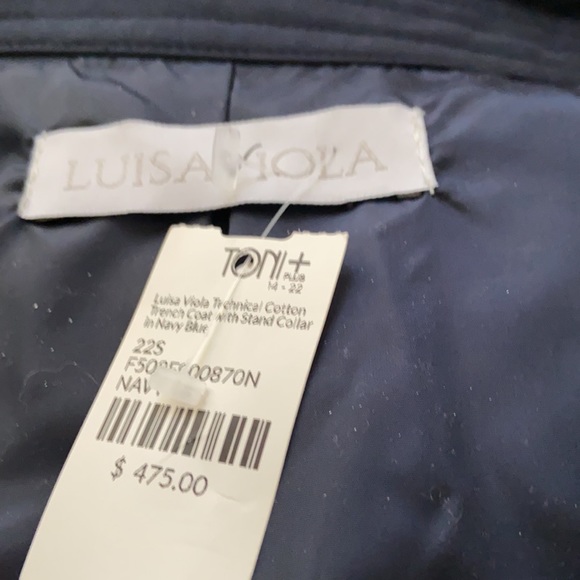 LUISA VIOLA
TONI+
PLUS
14 - 22
Luisa Viola Technical Cotton
Trench Coat with Stand Collar
in Navy Blue
22S
$ 475.00